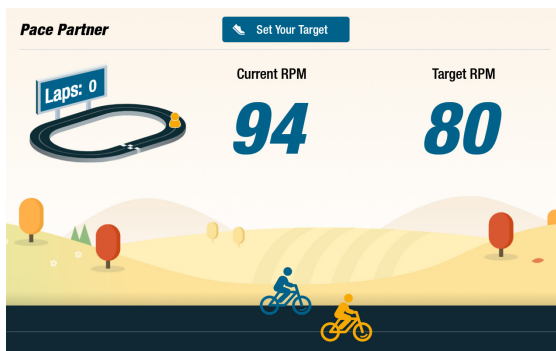 Pace Partner
Set Your Target
Laps: 0
Current RPM
Target RPM
94
80